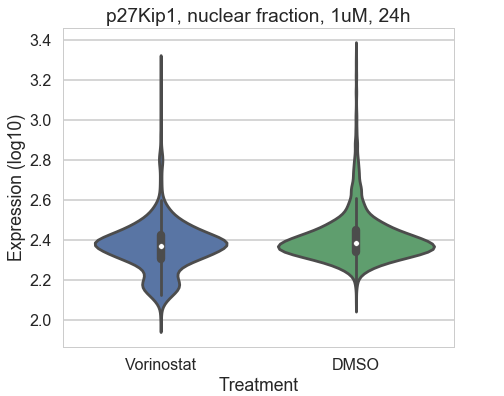 p27Kip1, nuclear fraction, 1uM, 24h
Expression (log10)
3.4
3.2
3.0
2.8
2.6
2.4
2.2
2.0
Vorinostat DMSO
Treatment